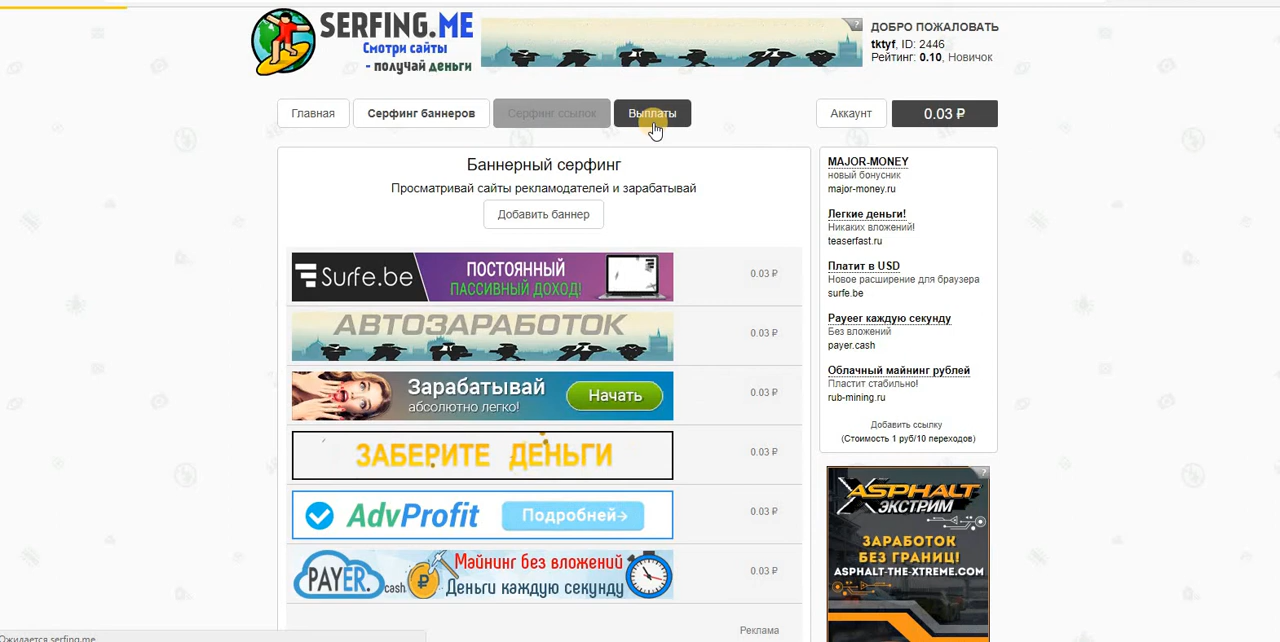 SERFING.ME
Смотри сайты
- получай деньги
?
ДОБРО ПОЖАЛОВАТЬ
tktyf, ID: 2446
Рейтинг: 0.10, Новичок
Главная
Серфинг баннеров
Серфинг ссылок
Выплаты
Аккаунт
0.03 ₽
Баннерный серфинг
Просматривай сайты рекламодателей и зарабатывай
Добавить баннер
Surfe.be
ПОСТОЯННЫЙ
ПАССИВНЫЙ ДОХОД!
0.03 ₽
АВТОЗАРАБОТОК
0.03 ₽
Зарабатывай
абсолютно легко!
Начать
0.03 ₽
ЗАБЕРИТЕ ДЕНЬГИ
0.03 ₽
AdvProfit
Подробней→
0.03 ₽
PAYER.cash
₽
Майнинг без вложений
Деньги каждую секунду
0.03 ₽
Реклама
MAJOR-MONEY
новый бонусник
major-money.ru
Легкие деньги!
Никаких вложений!
teaserfast.ru
Платит в USD
Новое расширение для браузера
surfe.be
Payeer каждую секунду
Без вложений
payer.cash
Облачный майнинг рублей
Пластит стабильно!
rub-mining.ru
Добавить ссылку
(Стоимость 1 руб/10 переходов)
?
ASPHALT
ЭКСТРИМ
ЗАРАБОТОК
БЕЗ ГРАНИЦ!
ASPHALT-THE-XTREME.COM
Ожидается serfing.me